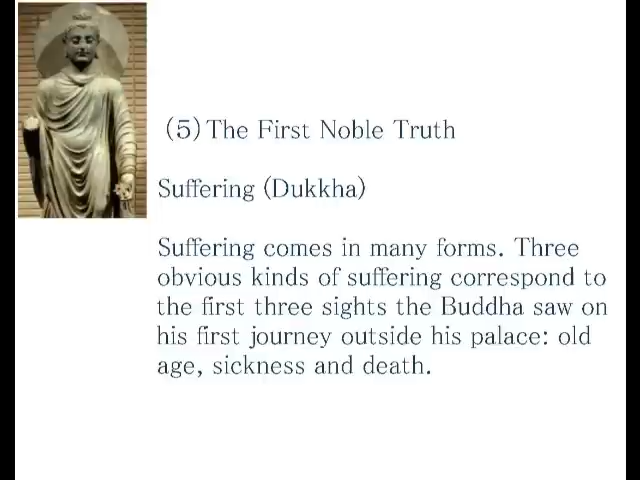 (5) The First Noble Truth
Suffering (Dukkha)
Suffering comes in many forms. Three
obvious kinds of suffering correspond to
the first three sights the Buddha saw on
his first journey outside his palace: old
age, sickness and death.